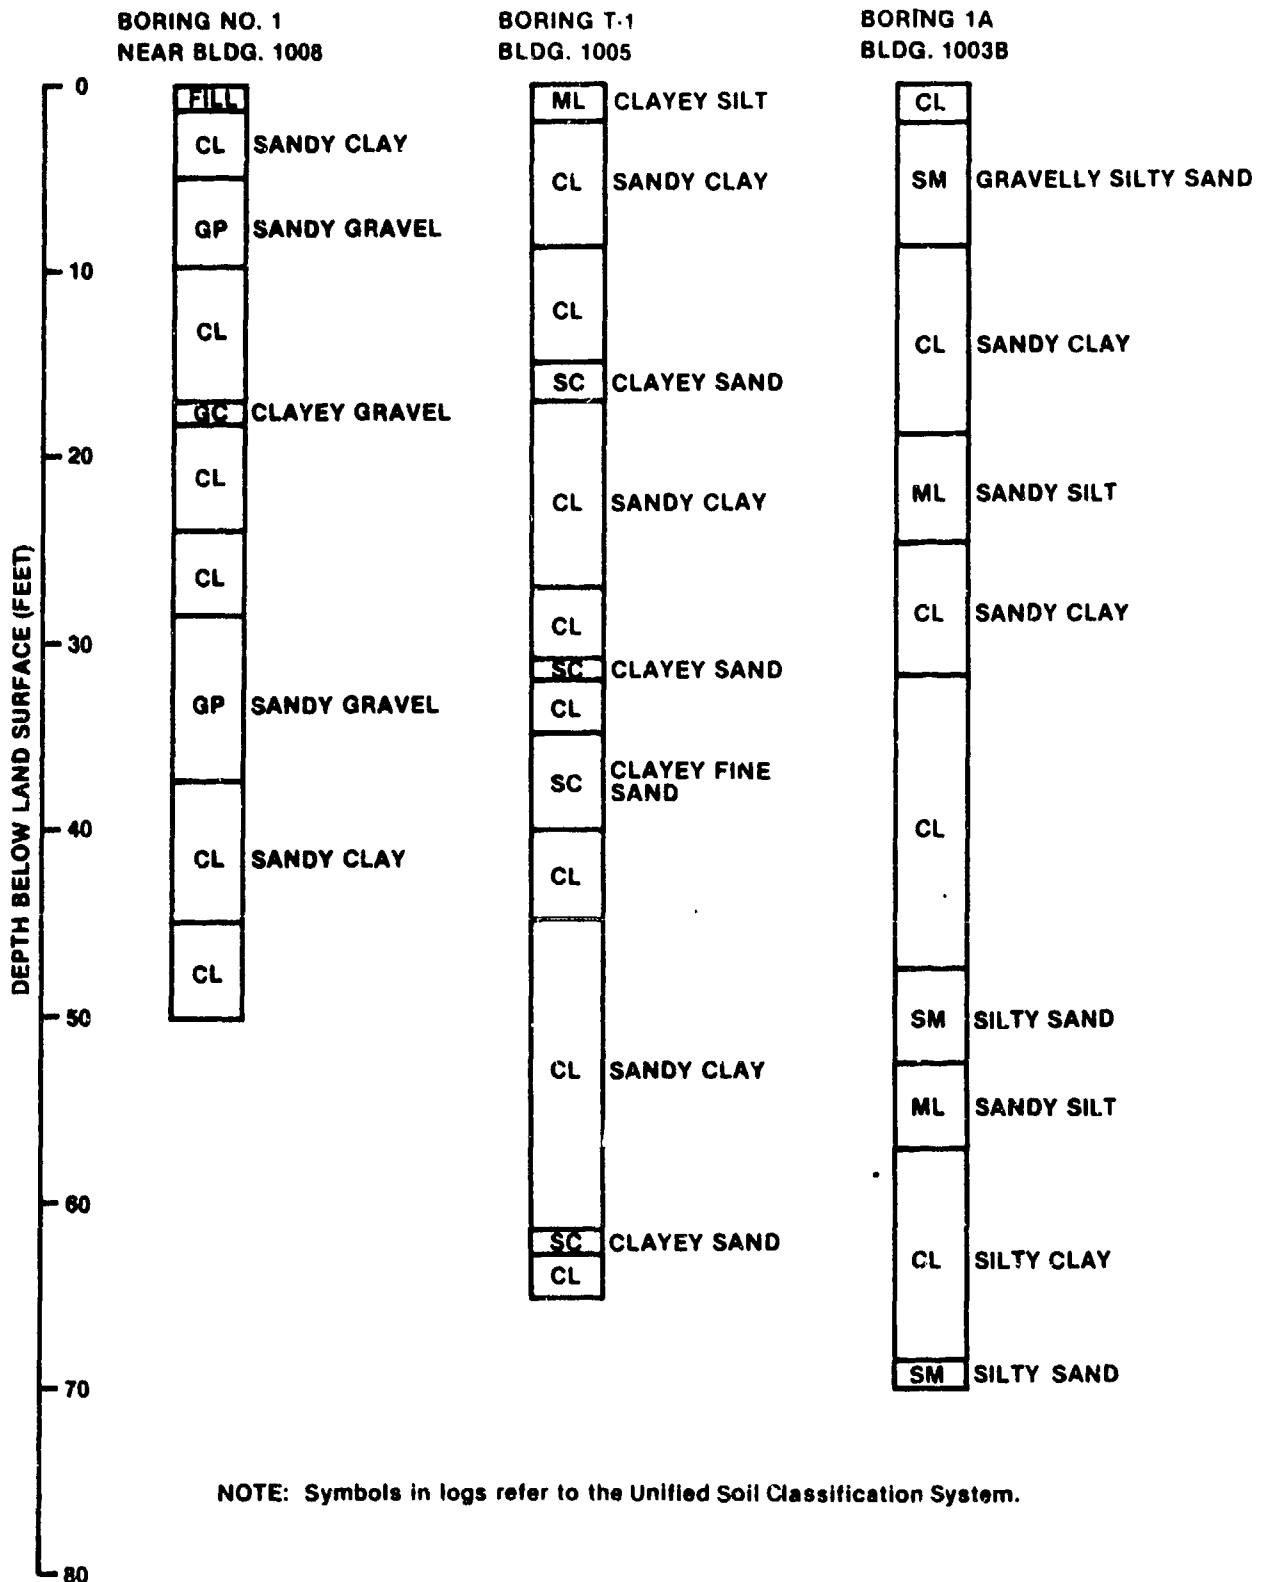 BORING NO. 1
NEAR BLDG. 1008
BORING T-1
BLDG. 1005
BORING 1A
BLDG. 1003B
DEPTH BELOW LAND SURFACE (FEET)
0
10
20
30
40
50
60
70
80
FILL
CL SANDY CLAY
GP SANDY GRAVEL
CL
GC CLAYEY GRAVEL
CL
CL
GP SANDY GRAVEL
CL SANDY CLAY
CL
ML CLAYEY SILT
CL SANDY CLAY
CL
SC CLAYEY SAND
CL SANDY CLAY
CL
SC CLAYEY SAND
CL
SC CLAYEY FINE
SAND
CL
CL SANDY CLAY
SC CLAYEY SAND
CL
CL
SM GRAVELLY SILTY SAND
CL SANDY CLAY
ML SANDY SILT
CL SANDY CLAY
CL
SM SILTY SAND
ML SANDY SILT
CL SILTY CLAY
SM SILTY SAND
NOTE: Symbols in logs refer to the Unified Soil Classification System.